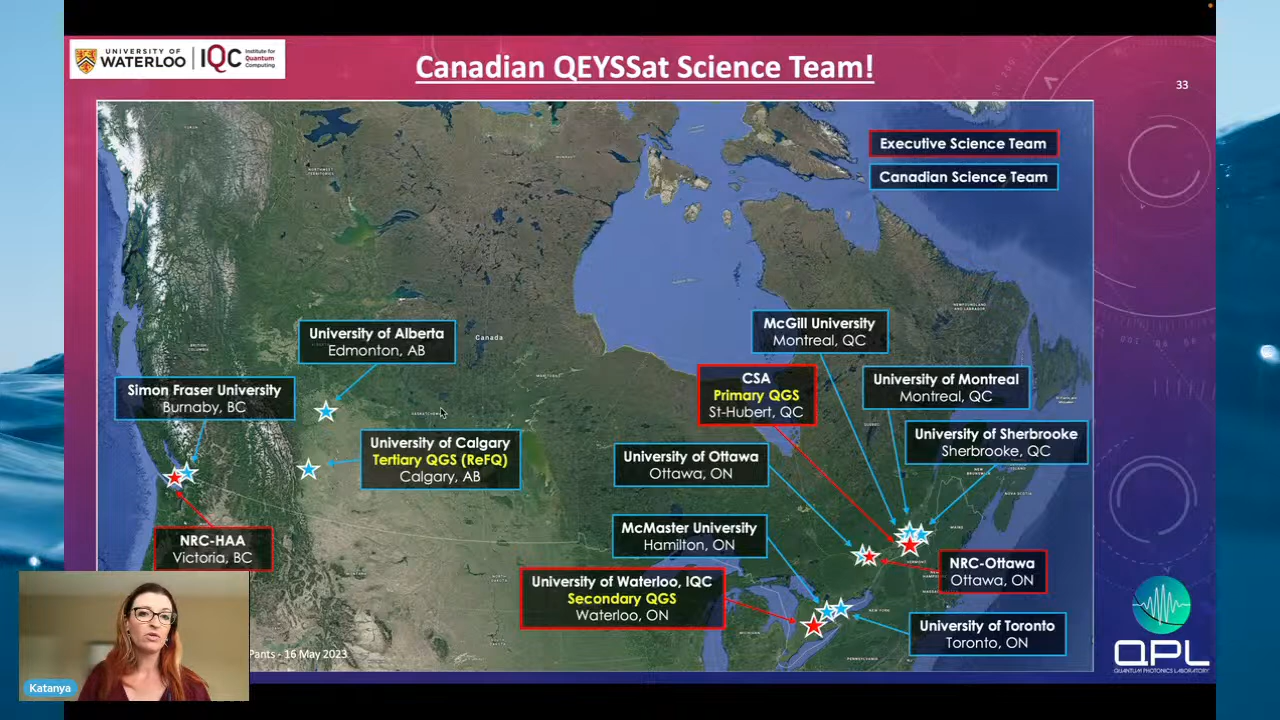 UNIVERSITY OF
WATERLOO
IQC
Institute for
Quantum
Computing
Canadian QEYSSat Science Team!
33
Executive Science Team
Canadian Science Team
Canada
University of Alberta
Edmonton, AB
McGill University
Montreal, QC
CSA
Primary QGS
St-Hubert, QC
University of Montreal
Montreal, QC
Simon Fraser University
Burnaby, BC
University of Calgary
Tertiary QGS (ReFQ)
Calgary, AB
University of Sherbrooke
Sherbrooke, QC
University of Ottawa
Ottawa, ON
McMaster University
Hamilton, ON
NRC-HAA
Victoria, BC
University of Waterloo, IQC
Secondary QGS
Waterloo, ON
NRC-Ottawa
Ottawa, ON
University of Toronto
Toronto, ON
Pants - 16 May 2023
Katanya
QPL
QUANTUM PHOTONICS LABORATORY